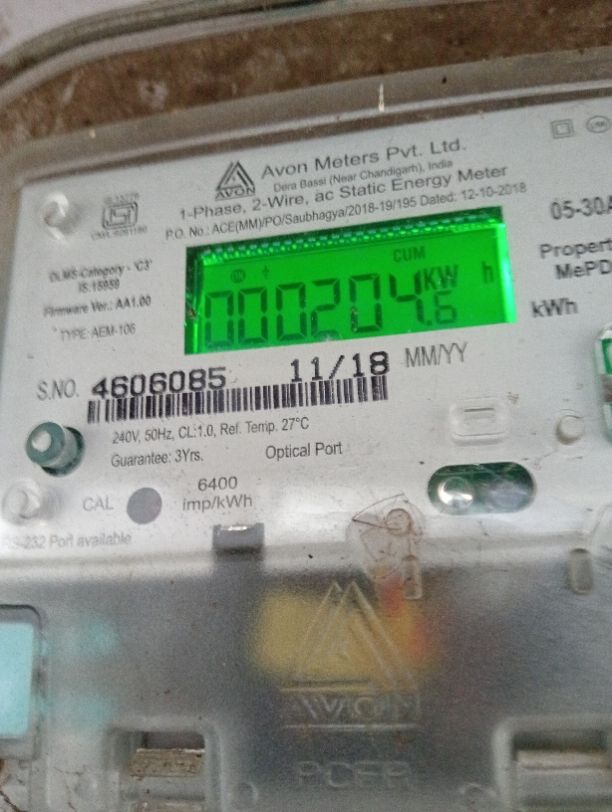 AVON
Avon Meters Pvt. Ltd.
Dera Bassi (Near Chandigarh), India
1-Phase, 2-Wire, ac Static Energy Meter
P.O. No.: ACE(MM)/PO/Saubhagya/2018-19/195 Dated: 12-10-2018
DLMS-Category - 'C3'
IS:15959
Firmware Ver.: AA1.00
TYPE: AEM-106
CUM
000204.6 KW h
05-30A
Propert
MePD
kWh
S.NO. 4606085 11/18 MM/YY
240V, 50Hz, CL:1.0, Ref. Temp. 27°C
Guarantee: 3Yrs. Optical Port
CAL 6400
imp/kWh
RS-232 Port available
AVON